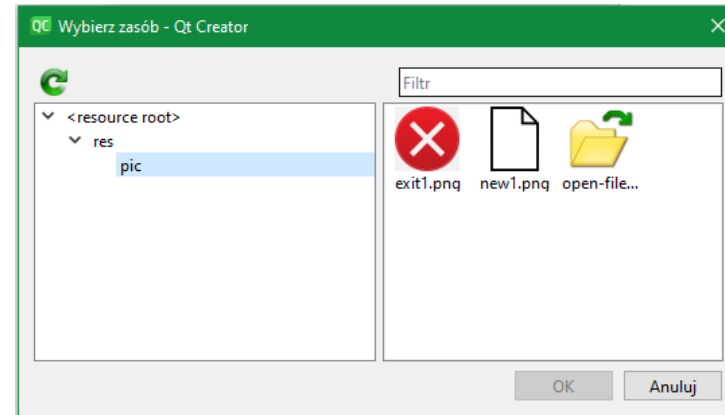 QC Wybierz zasób - Qt Creator
Filtr
<resource root>
res
pic
exit1.png new1.png open-file...
OK Anuluj